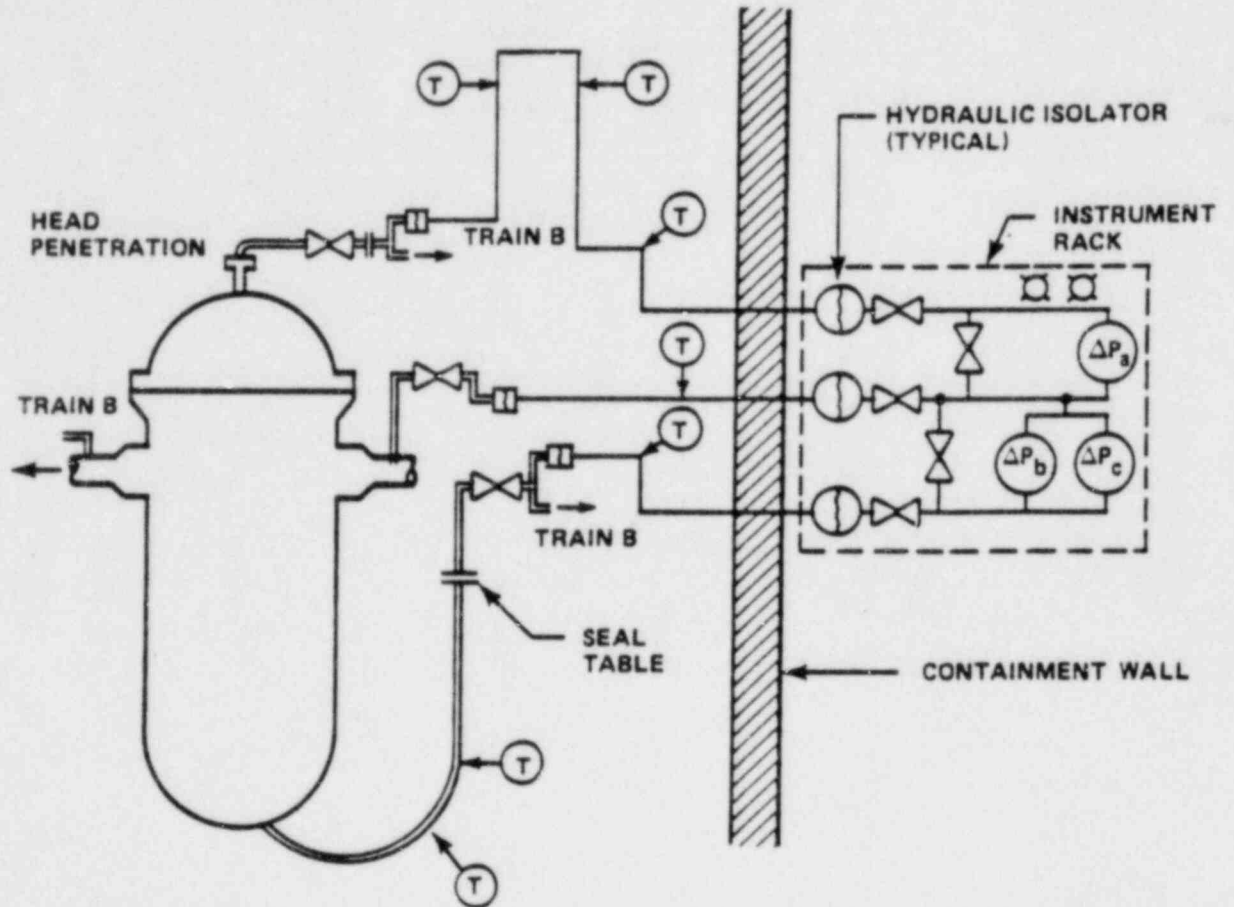 T
T
HYDRAULIC ISOLATOR
(TYPICAL)
HEAD
PENETRATION
TRAIN B
T
INSTRUMENT
RACK
ΔPa
T
TRAIN B
T
ΔPb
ΔPc
TRAIN B
SEAL
TABLE
CONTAINMENT WALL
T
T